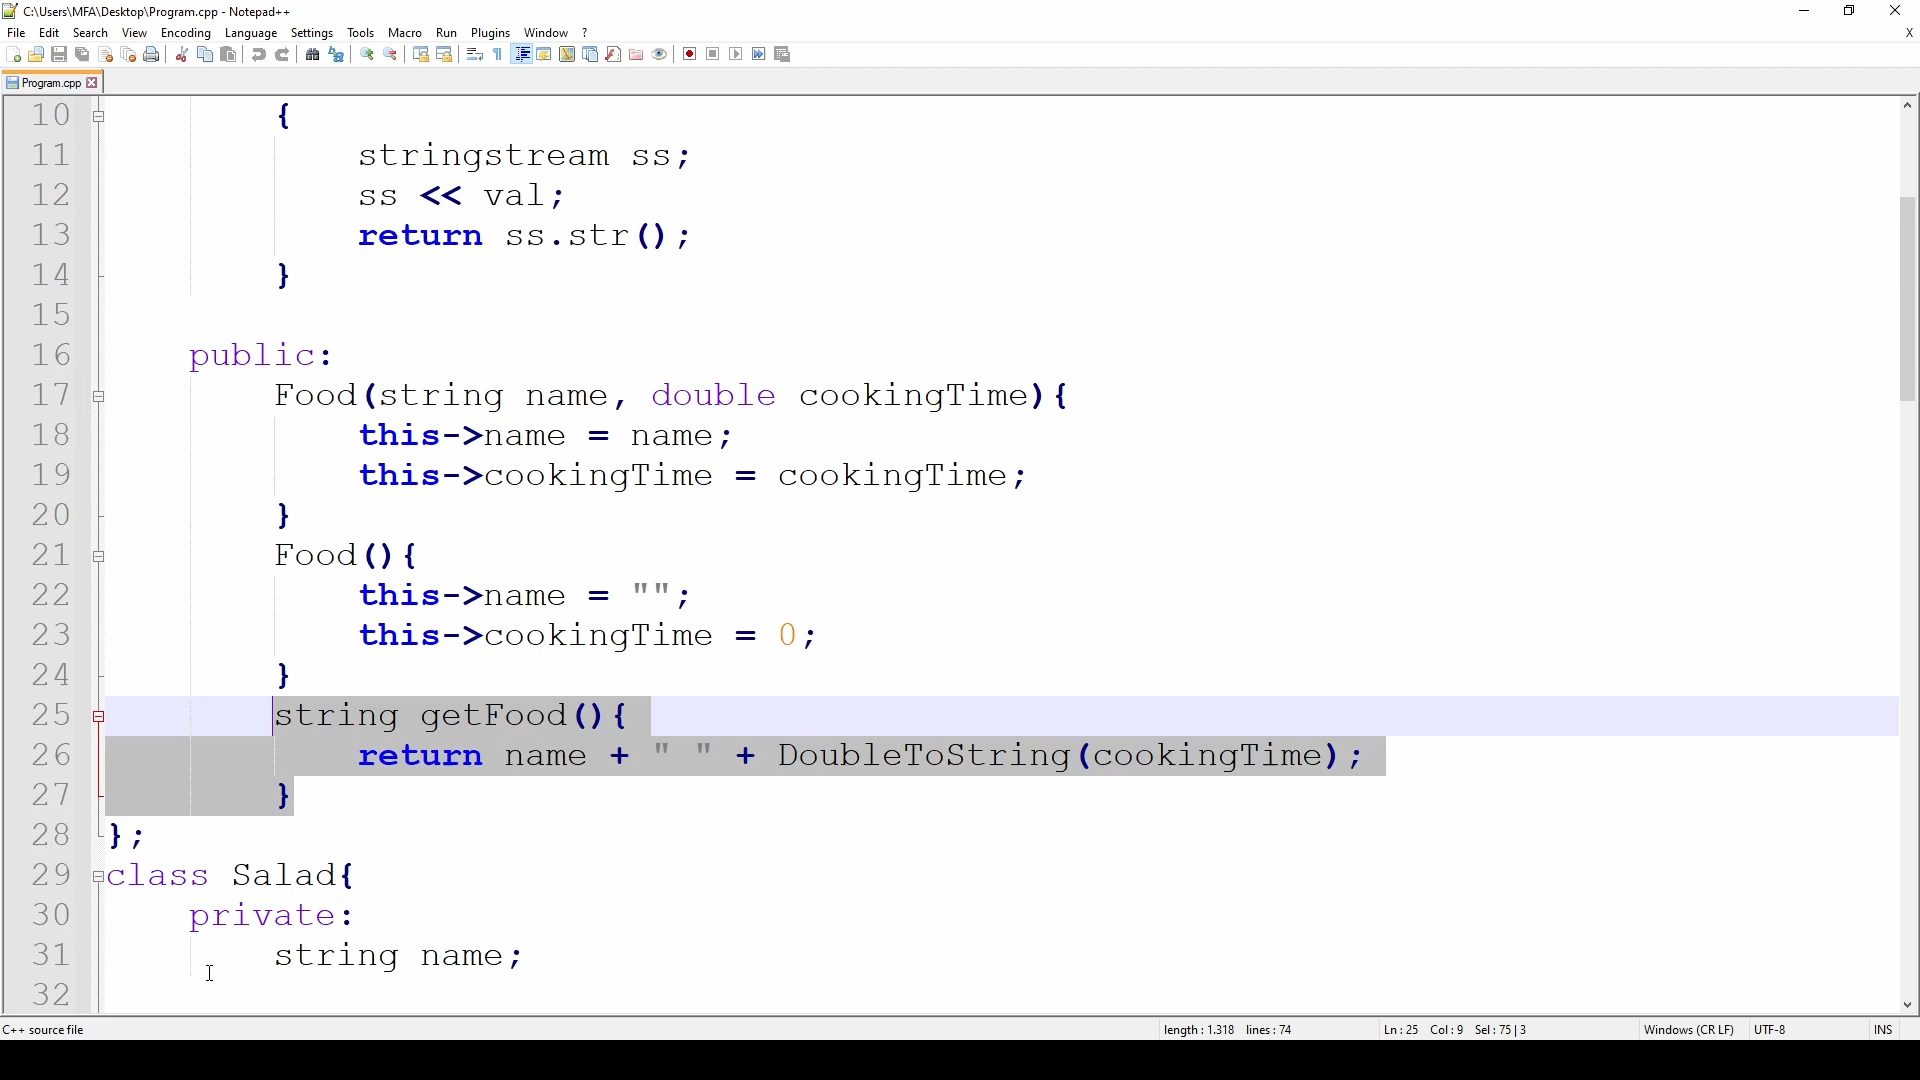 C:\Users\MFA\Desktop\Program.cpp - Notepad++
File Edit Search View Encoding Language Settings Tools Macro Run Plugins Window ? X
Program.cpp
10 {
11 stringstream ss;
12 ss << val;
13 return ss.str();
14 }
15
16 public:
17 Food(string name, double cookingTime){
18 this->name = name;
19 this->cookingTime = cookingTime;
20 }
21 Food(){
22 this->name = "";
23 this->cookingTime = 0;
24 }
25 string getFood(){
26 return name + " " + DoubleToString(cookingTime);
27 }
28 };
29 class Salad{
30 private:
31 string name;
32
C++ source file length : 1.318 lines : 74 Ln : 25 Col : 9 Sel : 75 | 3 Windows (CR LF) UTF-8 INS